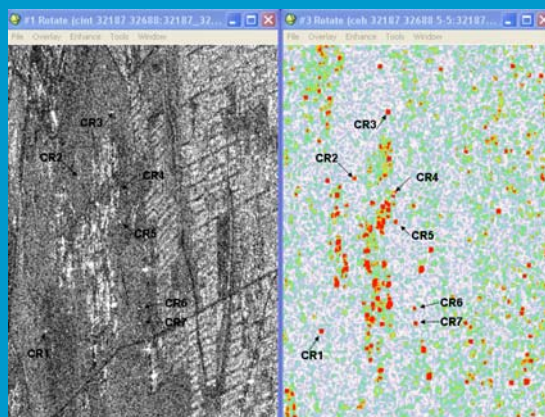 #1 Rotate (cint 32187 32688:32187_32...
File Overlay Enhance Tools Window
CR3
CR2
CR4
CR5
CR6
CR7
CR1
#3 Rotate (ceh 32187 32688 5-5:32187...
File Overlay Enhance Tools Window
CR3
CR2
CR4
CR5
CR6
CR7
CR1